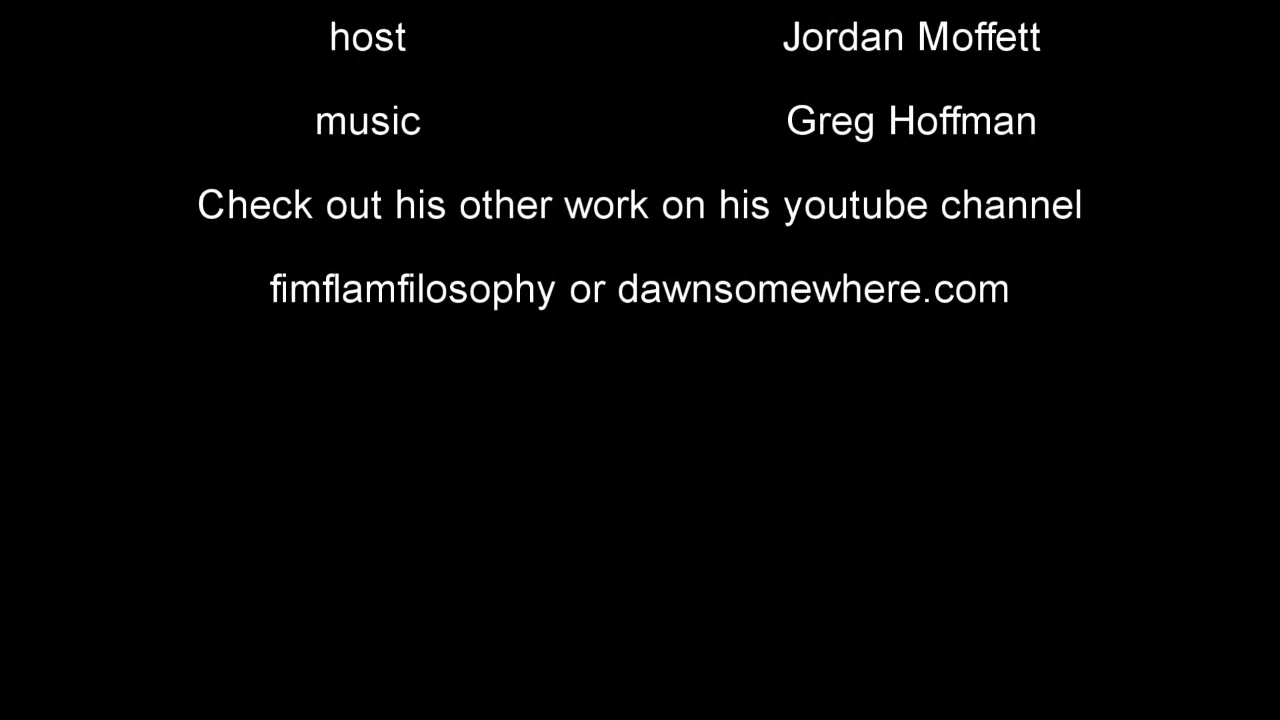 host Jordan Moffett
music Greg Hoffman
Check out his other work on his youtube channel
fimflamfilosophy or dawnsomewhere.com